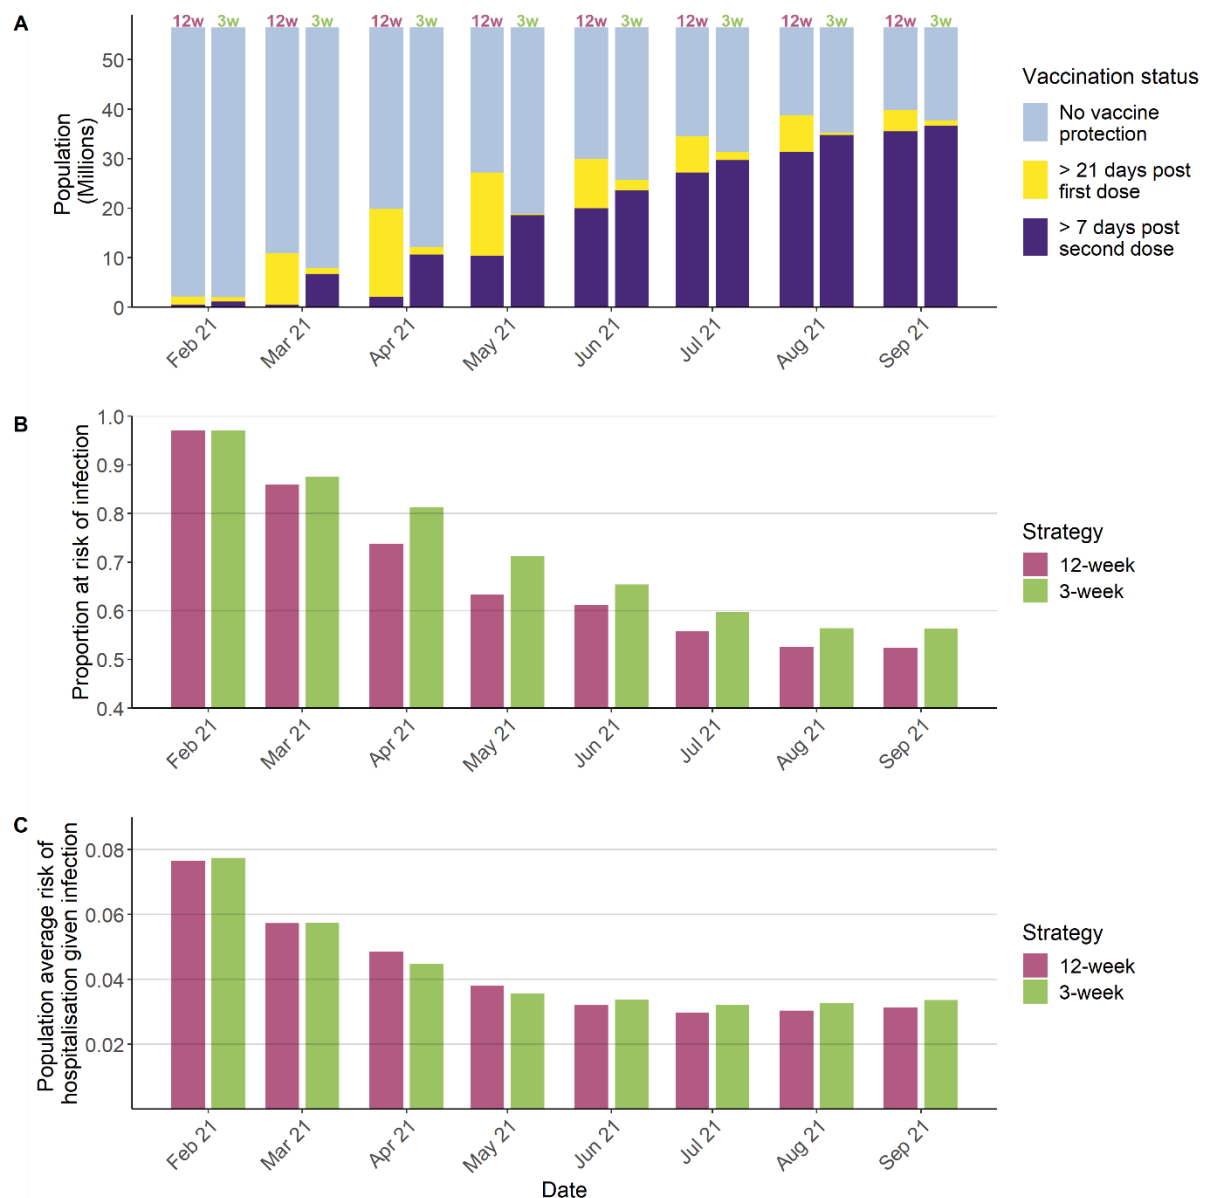 A
12w 3w 12w 3w 12w 3w 12w 3w 12w 3w 12w 3w 12w 3w 12w 3w
Population
(Millions)
50
40
30
20
10
0
Feb 21 Mar 21 Apr 21 May 21 Jun 21 Jul 21 Aug 21 Sep 21
Vaccination status
No vaccine
protection
> 21 days post
first dose
> 7 days post
second dose
B
Proportion at risk of infection
1.0
0.9
0.8
0.7
0.6
0.5
0.4
Feb 21 Mar 21 Apr 21 May 21 Jun 21 Jul 21 Aug 21 Sep 21
Strategy
12-week
3-week
C
Population average risk of
hospitalisation given infection
0.08
0.06
0.04
0.02
Feb 21 Mar 21 Apr 21 May 21 Jun 21 Jul 21 Aug 21 Sep 21
Date
Strategy
12-week
3-week